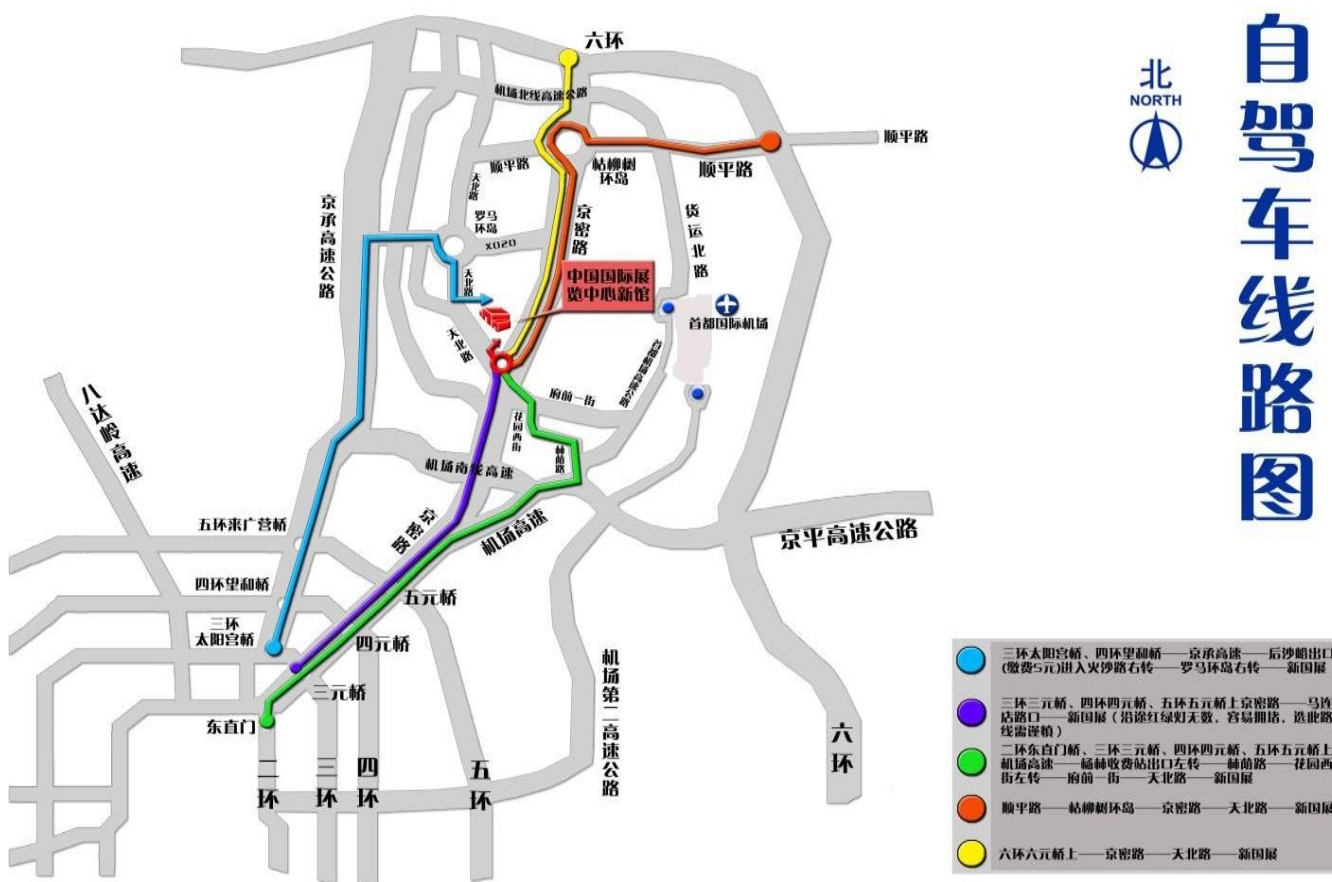 自驾车线路图
北
NORTH
六环
机场北线高速公路
顺平路
顺平路
枯柳树
环岛
顺平路
天北路
罗马
环岛
X020
京承高速公路
京密路
货运北路
天北路
中国国际展
览中心新馆
首都国际机场
天北路
首都机场高速公路
府前一街
花园西街
林荫路
八达岭高速
机场南线高速
京密路
机场高速
京平高速公路
五环来广营桥
四环望和桥
五元桥
三环
太阳宫桥
四元桥
三元桥
东直门
机场第二高速公路
二环
三环
四环
五环
六环
三环太阳宫桥、四环望和桥——京承高速——后沙峪出口
(缴费5元)进入火沙路右转——罗马环岛右转——新国展
三环三元桥、四环四元桥、五环五元桥上京密路——马连
店路口——新国展(沿途红绿灯无数，容易拥堵，选此路
线需谨慎)
二环东直门桥、三环三元桥、四环四元桥、五环五元桥上
机场高速——杨林收费站出口左转——林荫路——花园西
街左转——府前一街——天北路——新国展
顺平路——枯柳树环岛——京密路——天北路——新国展
六环六元桥上——京密路——天北路——新国展